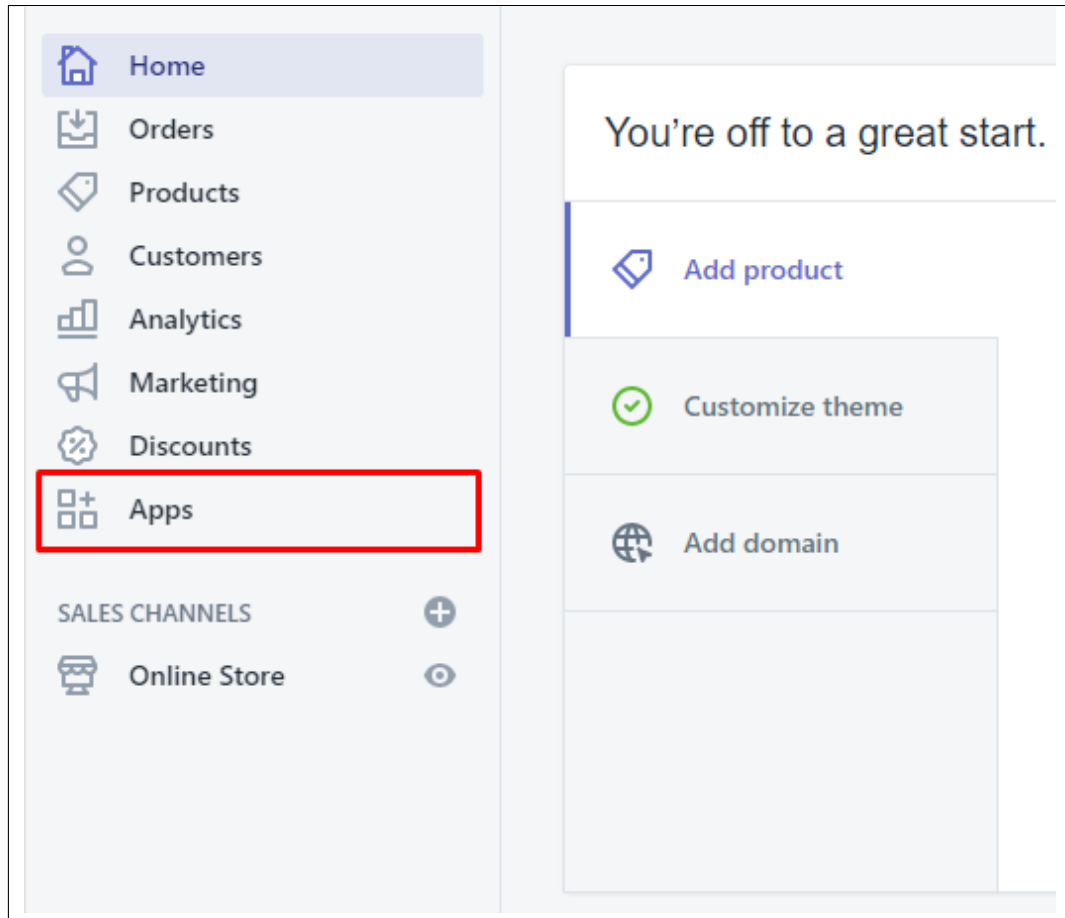 Home
Orders
Products
Customers
Analytics
Marketing
Discounts
Apps
SALES CHANNELS
Online Store
You’re off to a great start.
Add product
Customize theme
Add domain